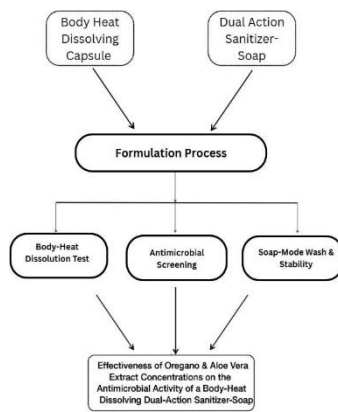 Body Heat
Dissolving
Capsule
Dual Action
Sanitizer-
Soap
Formulation Process
Body-Heat
Dissolution Test
Antimicrobial
Screening
Soap-Mode Wash &
Stability
Effectiveness of Oregano & Aloe Vera
Extract Concentrations on the
Antimicrobial Activity of a Body-Heat
Dissolving Dual-Action Sanitizer-Soap